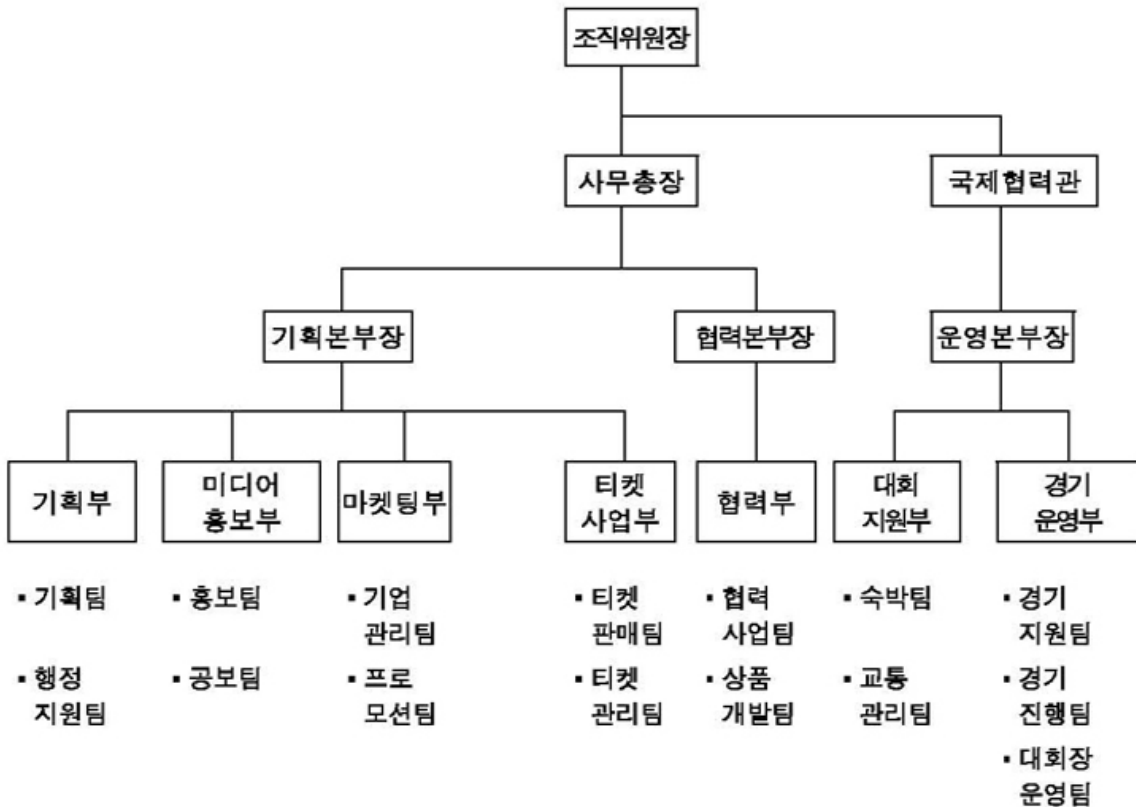 조직위원장
사무총장
국제협력관
기획본부장
협력본부장
운영본부장
기획부
미디어
홍보부
마켓팅부
티켓
사업부
협력부
대회
지원부
경기
운영부
▪ 기획팀
▪ 행정
지원팀
▪ 홍보팀
▪ 공보팀
▪ 기업
관리팀
▪ 프로
모션팀
▪ 티켓
판매팀
▪ 티켓
관리팀
▪ 협력
사업팀
▪ 상품
개발팀
▪ 숙박팀
▪ 교통
관리팀
▪ 경기
지원팀
▪ 경기
진행팀
▪ 대회장
운영팀